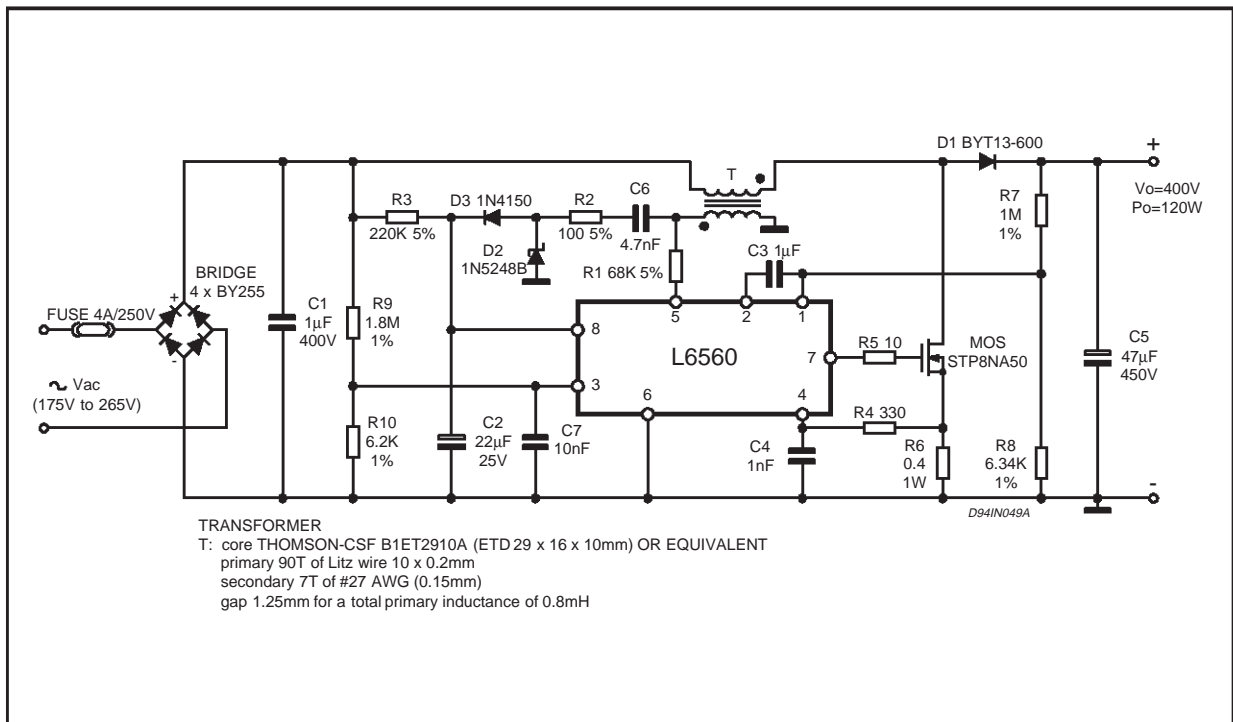 D1 BYT13-600
+
T
Vo=400V
Po=120W
R7
1M
1%
C6
4.7nF
R3
220K 5%
D3 1N4150
R2
100 5%
D2
1N5248B
C3 1µF
R1 68K 5%
BRIDGE
4 x BY255
+
-
FUSE 4A/250V
C1
1µF
400V
R9
1.8M
1%
5
2
1
8
L6560
7
R5 10
MOS
STP8NA50
C5
47µF
450V
Vac
(175V to 265V)
3
6
4
R10
6.2K
1%
C2
22µF
25V
C7
10nF
C4
1nF
R4 330
R6
0.4
1W
R8
6.34K
1%
-
D94IN049A
TRANSFORMER
T: core THOMSON-CSF B1ET2910A (ETD 29 x 16 x 10mm) OR EQUIVALENT
primary 90T of Litz wire 10 x 0.2mm
secondary 7T of #27 AWG (0.15mm)
gap 1.25mm for a total primary inductance of 0.8mH